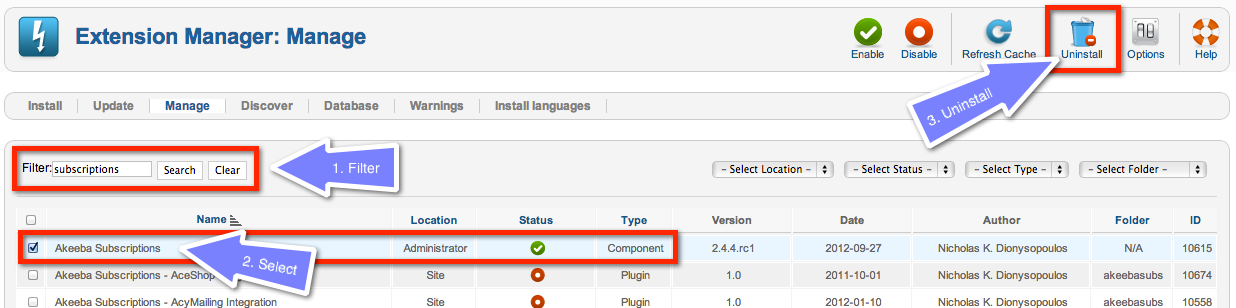 Extension Manager: Manage
Enable Disable Refresh Cache Uninstall Options Help
3. Uninstall
Install Update Manage Discover Database Warnings Install languages
Filter: subscriptions Search Clear
1. Filter
- Select Location - - Select Status - - Select Type - - Select Folder -
Name Location Status Type Version Date Author Folder ID
Akeeba Subscriptions Administrator Component 2.4.4.rc1 2012-09-27 Nicholas K. Dionysopoulos N/A 10615
2. Select
Akeeba Subscriptions - AceShop Site Plugin 1.0 2011-10-01 Nicholas K. Dionysopoulos akeebasubs 10674
Akeeba Subscriptions - AcyMailing Integration Site Plugin 1.0 2012-01-10 Nicholas K. Dionysopoulos akeebasubs 10558